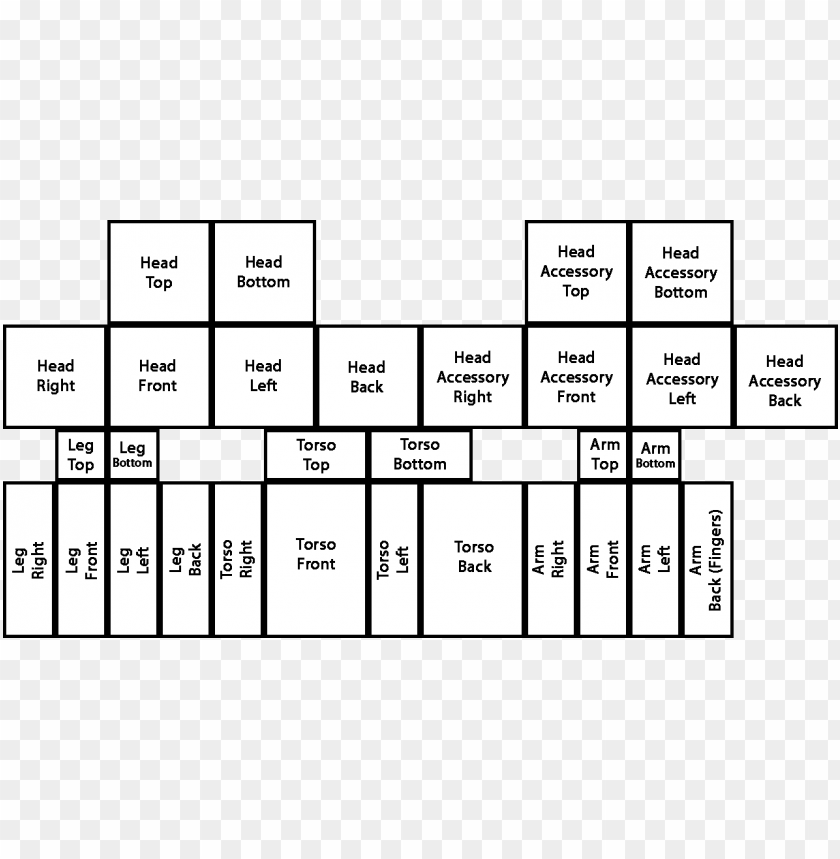 Head
Top
Head
Bottom
Head
Accessory
Top
Head
Accessory
Bottom
Head
Right
Head
Front
Head
Left
Head
Back
Head
Accessory
Right
Head
Accessory
Front
Head
Accessory
Left
Head
Accessory
Back
Leg
Top
Leg
Bottom
Torso
Top
Torso
Bottom
Arm
Top
Arm
Bottom
Leg
Right
Leg
Front
Leg
Left
Leg
Back
Torso
Right
Torso
Front
Torso
Left
Torso
Back
Arm
Right
Arm
Front
Arm
Left
Arm
Back (Fingers)